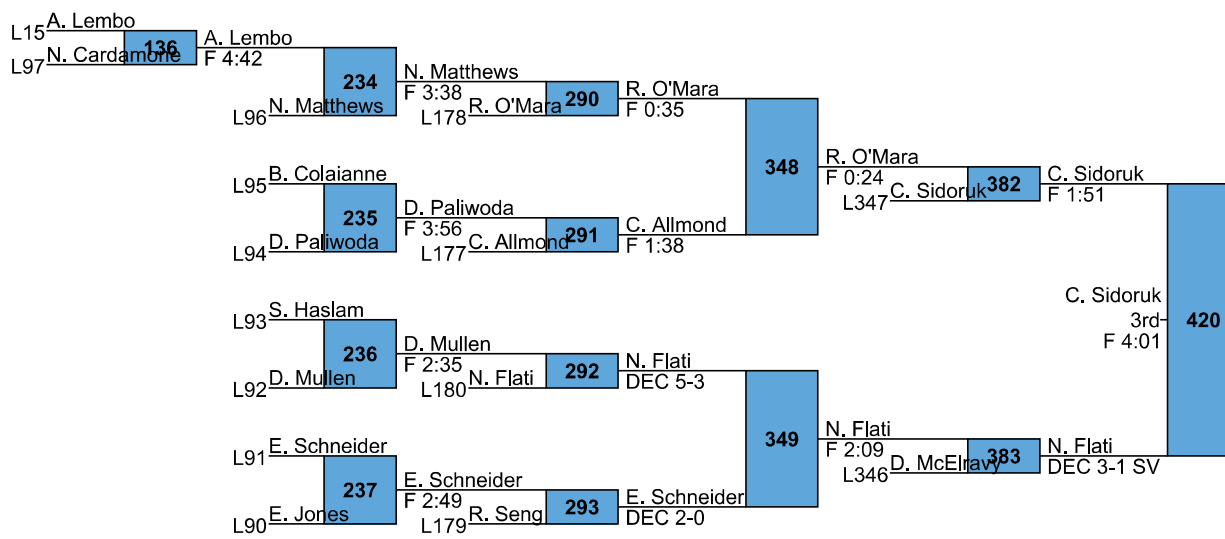 A. Lembo
L15
136
N. Cardamone
L97
A. Lembo
F 4:42
234
N. Matthews
L96
N. Matthews
F 3:38
R. O'Mara
L178
290
R. O'Mara
F 0:35
B. Colaianne
L95
235
D. Paliwoda
L94
D. Paliwoda
F 3:56
C. Allmond
L177
291
C. Allmond
F 1:38
348
R. O'Mara
F 0:24
C. Sidoruk
L347
382
C. Sidoruk
F 1:51
S. Haslam
L93
236
D. Mullen
L92
D. Mullen
F 2:35
N. Flati
L180
292
N. Flati
DEC 5-3
E. Schneider
L91
237
E. Jones
L90
E. Schneider
F 2:49
R. Seng
L179
293
E. Schneider
DEC 2-0
349
N. Flati
F 2:09
D. McElravy
L346
383
N. Flati
DEC 3-1 SV
C. Sidoruk
3rd
F 4:01
420